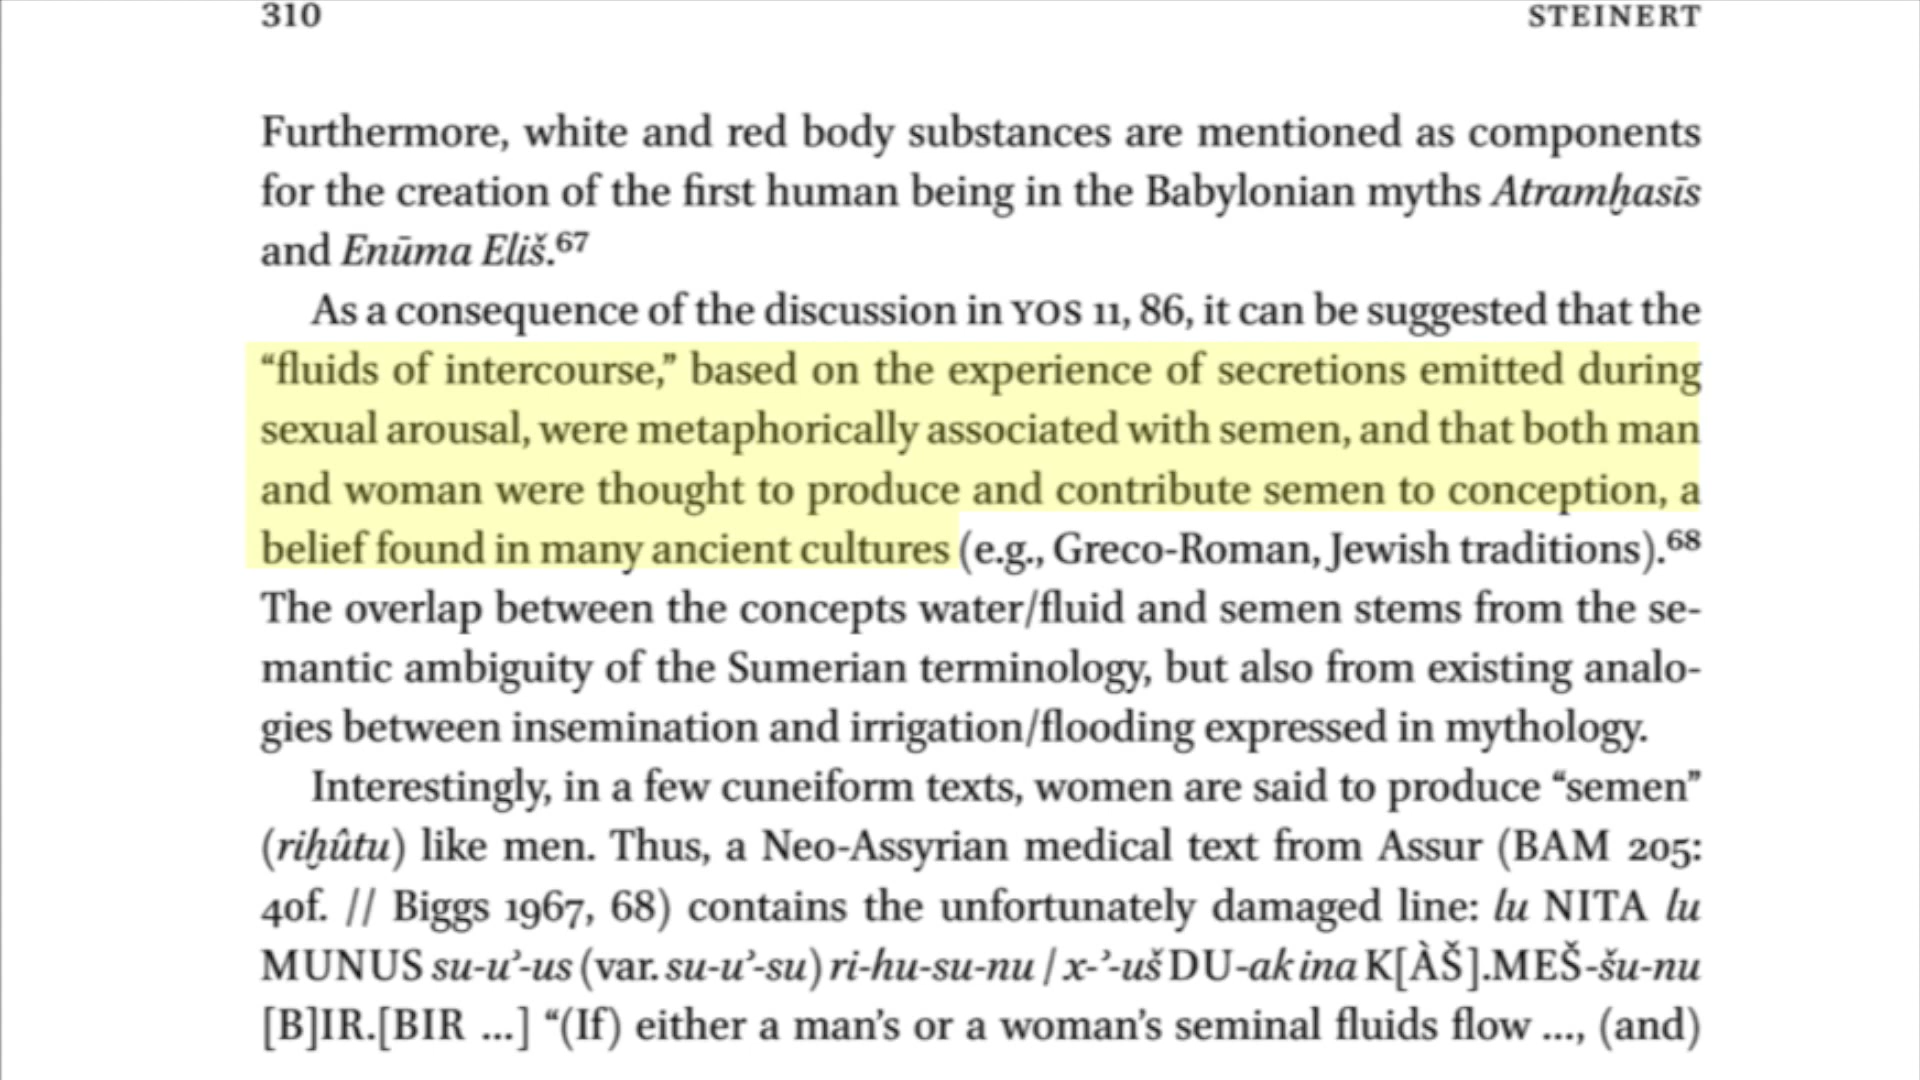 310 STEINERT
Furthermore, white and red body substances are mentioned as components
for the creation of the first human being in the Babylonian myths Atramḫasīs
and Enūma Eliš.⁶⁷
As a consequence of the discussion in YOS 11, 86, it can be suggested that the
“fluids of intercourse,” based on the experience of secretions emitted during
sexual arousal, were metaphorically associated with semen, and that both man
and woman were thought to produce and contribute semen to conception, a
belief found in many ancient cultures (e.g., Greco-Roman, Jewish traditions).⁶⁸
The overlap between the concepts water/fluid and semen stems from the se-
mantic ambiguity of the Sumerian terminology, but also from existing analo-
gies between insemination and irrigation/flooding expressed in mythology.
Interestingly, in a few cuneiform texts, women are said to produce “semen”
(riḫûtu) like men. Thus, a Neo-Assyrian medical text from Assur (BAM 205:
40f. // Biggs 1967, 68) contains the unfortunately damaged line: lu NITA lu
MUNUS su-u’-us (var. su-u’-su) ri-hu-su-nu / x-’-uš DU-ak ina K[ÀŠ].MEŠ-šu-nu
[B]IR.[BIR ...] “(If) either a man’s or a woman’s seminal fluids flow ..., (and)